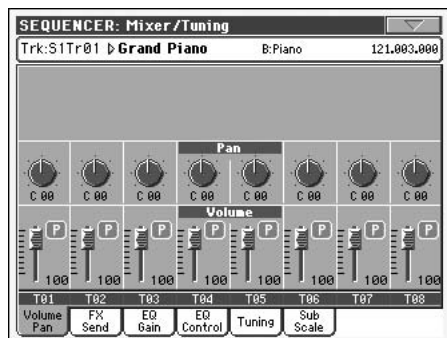 SEQUENCER: Mixer/Tuning
Trk:S1Tr01 Grand Piano B:Piano 121.003.000
Pan
C 00 C 00 C 00 C 00 C 00 C 00 C 00 C 00
Volume
P P P P P P P P
100 100 100 100 100 100 100 100
T01 T02 T03 T04 T05 T06 T07 T08
Volume Pan FX Send EQ Gain EQ Control Tuning Sub Scale